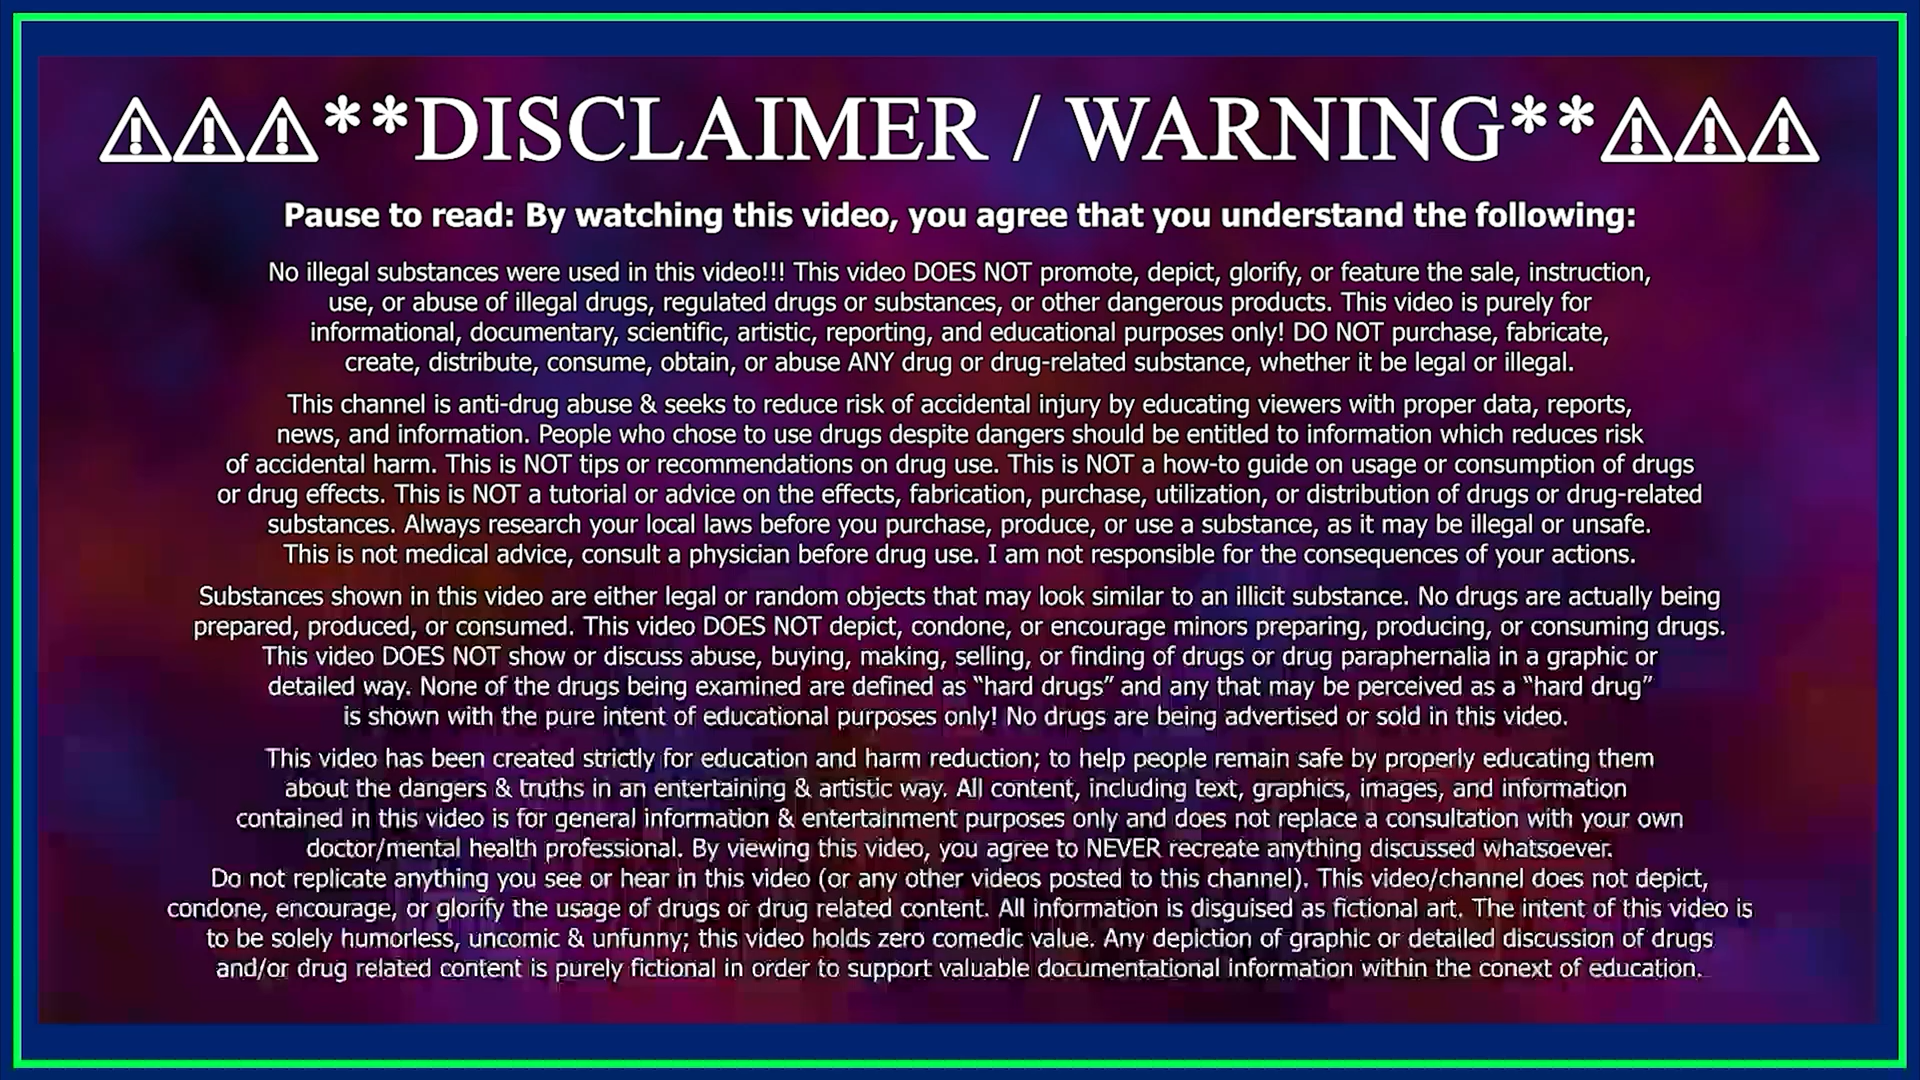 ⚠⚠⚠**DISCLAIMER / WARNING**⚠⚠⚠
Pause to read: By watching this video, you agree that you understand the following:
No illegal substances were used in this video!!! This video DOES NOT promote, depict, glorify, or feature the sale, instruction,
use, or abuse of illegal drugs, regulated drugs or substances, or other dangerous products. This video is purely for
informational, documentary, scientific, artistic, reporting, and educational purposes only! DO NOT purchase, fabricate,
create, distribute, consume, obtain, or abuse ANY drug or drug-related substance, whether it be legal or illegal.
This channel is anti-drug abuse & seeks to reduce risk of accidental injury by educating viewers with proper data, reports,
news, and information. People who chose to use drugs despite dangers should be entitled to information which reduces risk
of accidental harm. This is NOT tips or recommendations on drug use. This is NOT a how-to guide on usage or consumption of drugs
or drug effects. This is NOT a tutorial or advice on the effects, fabrication, purchase, utilization, or distribution of drugs or drug-related
substances. Always research your local laws before you purchase, produce, or use a substance, as it may be illegal or unsafe.
This is not medical advice, consult a physician before drug use. I am not responsible for the consequences of your actions.
Substances shown in this video are either legal or random objects that may look similar to an illicit substance. No drugs are actually being
prepared, produced, or consumed. This video DOES NOT depict, condone, or encourage minors preparing, producing, or consuming drugs.
This video DOES NOT show or discuss abuse, buying, making, selling, or finding of drugs or drug paraphernalia in a graphic or
detailed way. None of the drugs being examined are defined as “hard drugs” and any that may be perceived as a “hard drug”
is shown with the pure intent of educational purposes only! No drugs are being advertised or sold in this video.
This video has been created strictly for education and harm reduction; to help people remain safe by properly educating them
about the dangers & truths in an entertaining & artistic way. All content, including text, graphics, images, and information
contained in this video is for general information & entertainment purposes only and does not replace a consultation with your own
doctor/mental health professional. By viewing this video, you agree to NEVER recreate anything discussed whatsoever.
Do not replicate anything you see or hear in this video (or any other videos posted to this channel). This video/channel does not depict,
condone, encourage, or glorify the usage of drugs or drug related content. All information is disguised as fictional art. The intent of this video is
to be solely humorless, uncomic & unfunny; this video holds zero comedic value. Any depiction of graphic or detailed discussion of drugs
and/or drug related content is purely fictional in order to support valuable documentational information within the conext of education.